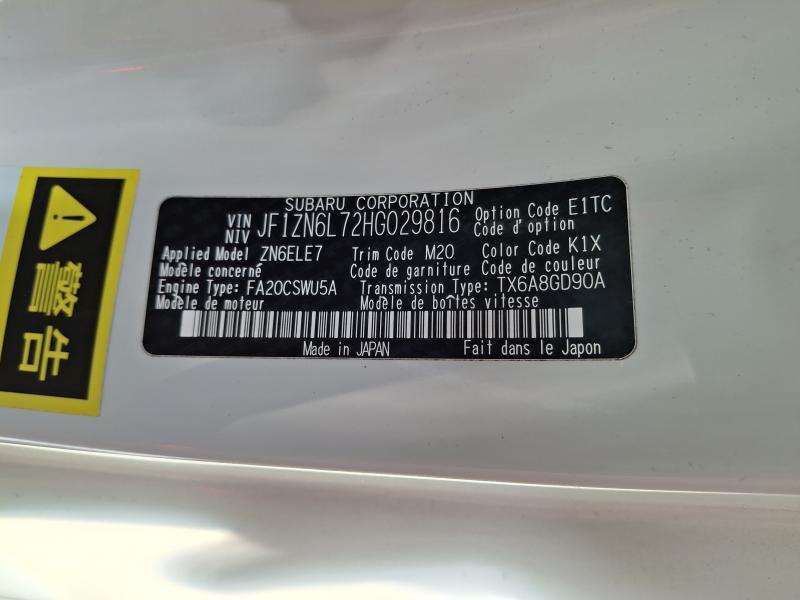 SUBARU CORPORATION
VIN
NIV
JF1ZN6L72HG029816
Option Code E1TC
Code d'option
Applied Model ZN6ELE7 Trim Code M20 Color Code K1X
Modèle concerné Code de garniture Code de couleur
Engine Type: FA20CSWU5A Transmission Type: TX6A8GD90A
Modèle de moteur Modèle de boîtes vitesse
Made in JAPAN Fait dans le Japon
警告